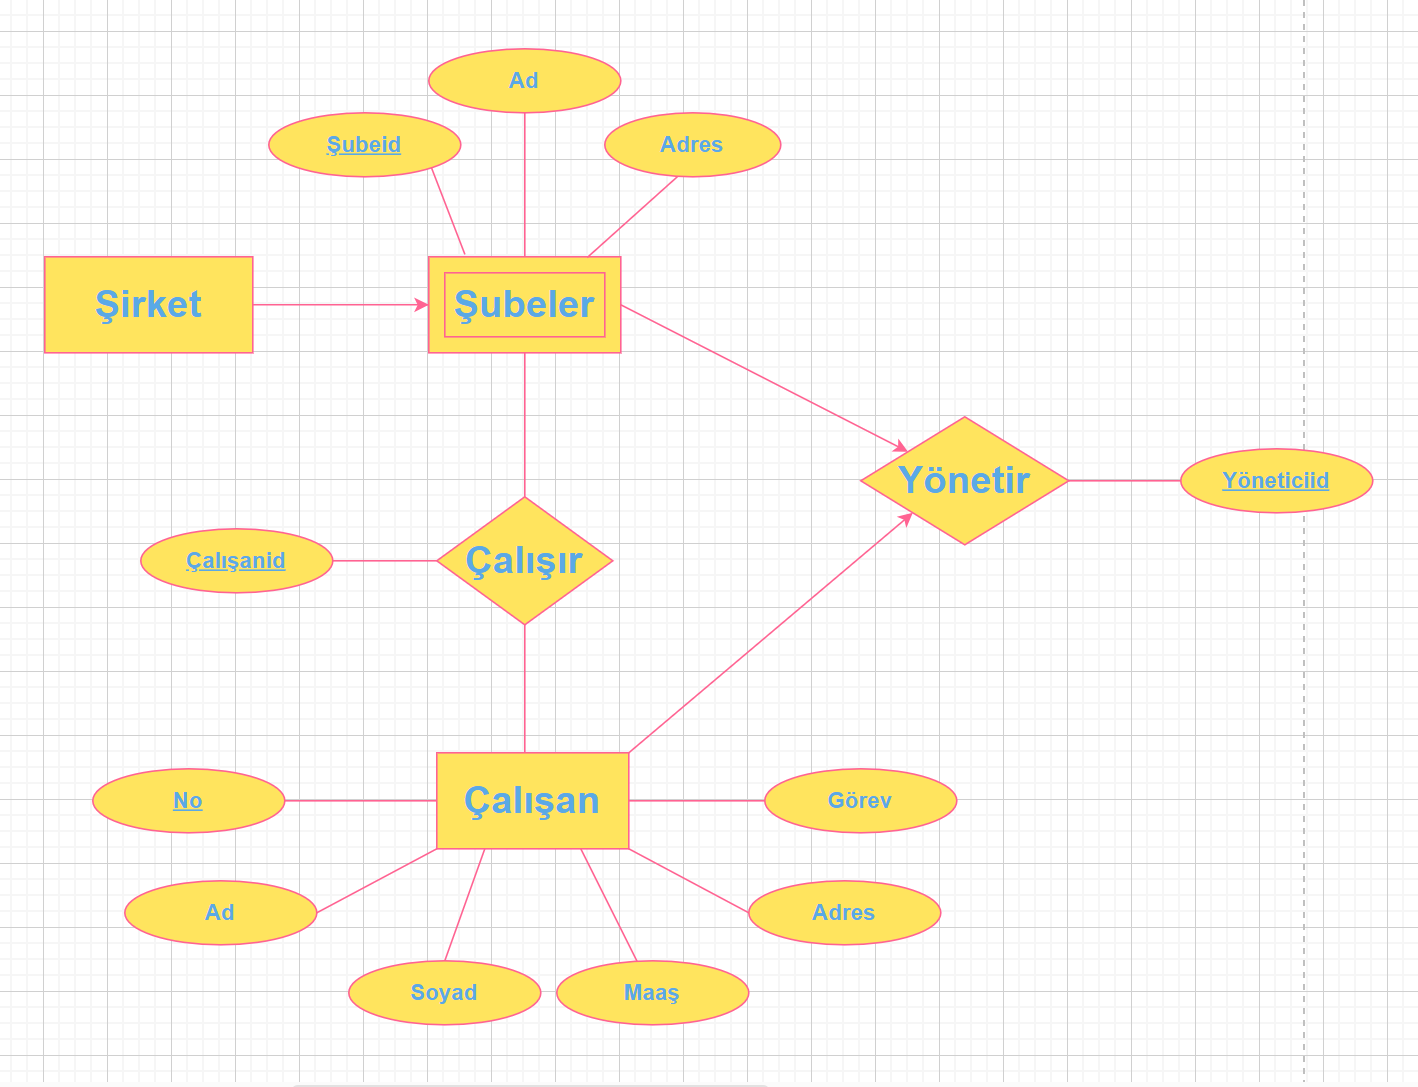 Ad
Şubeid
Adres
Şirket
Şubeler
Yönetir
Yöneticiid
Çalışanid
Çalışır
No
Çalışan
Görev
Ad
Adres
Soyad
Maaş